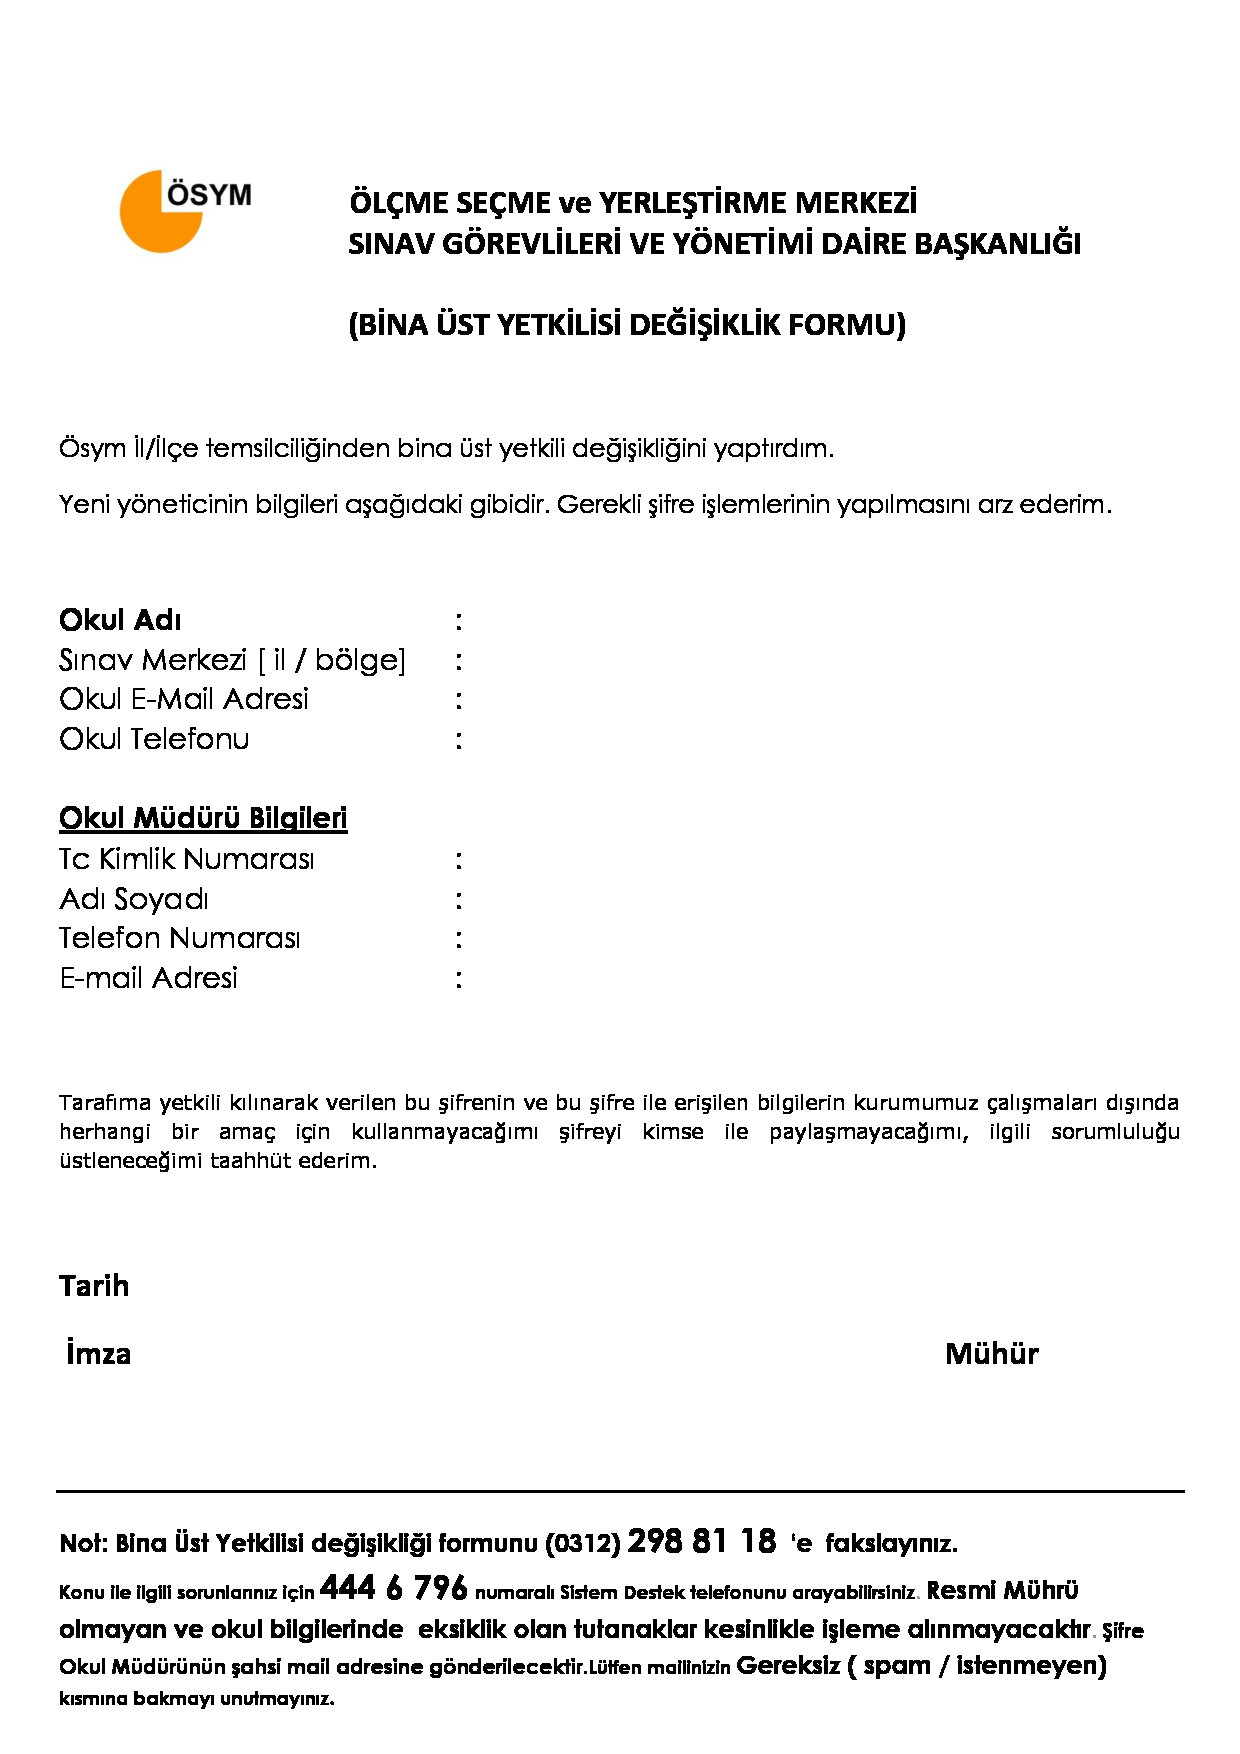 ÖSYM
ÖLÇME SEÇME ve YERLEŞTİRME MERKEZİ
SINAV GÖREVLİLERİ VE YÖNETİMİ DAİRE BAŞKANLIĞI
(BİNA ÜST YETKİLİSİ DEĞİŞİKLİK FORMU)
Ösym İl/İlçe temsilciliğinden bina üst yetkili değişikliğini yaptırdım.
Yeni yöneticinin bilgileri aşağıdaki gibidir. Gerekli şifre işlemlerinin yapılmasını arz ederim.
Okul Adı :
Sınav Merkezi [ il / bölge] :
Okul E-Mail Adresi :
Okul Telefonu :
Okul Müdürü Bilgileri
Tc Kimlik Numarası :
Adı Soyadı :
Telefon Numarası :
E-mail Adresi :
Tarafıma yetkili kılınarak verilen bu şifrenin ve bu şifre ile erişilen bilgilerin kurumumuz çalışmaları dışında
herhangi bir amaç için kullanmayacağımı şifreyi kimse ile paylaşmayacağımı, ilgili sorumluluğu
üstleneceğimi taahhüt ederim.
Tarih
İmza Mühür
Not: Bina Üst Yetkilisi değişikliği formunu (0312) 298 81 18 ‘e fakslayınız.
Konu ile ilgili sorunlarınız için 444 6 796 numaralı Sistem Destek telefonunu arayabilirsiniz. Resmi Mührü
olmayan ve okul bilgilerinde eksiklik olan tutanaklar kesinlikle işleme alınmayacaktır. Şifre
Okul Müdürünün şahsi mail adresine gönderilecektir.Lütfen mailinizin Gereksiz ( spam / istenmeyen)
kısmına bakmayı unutmayınız.